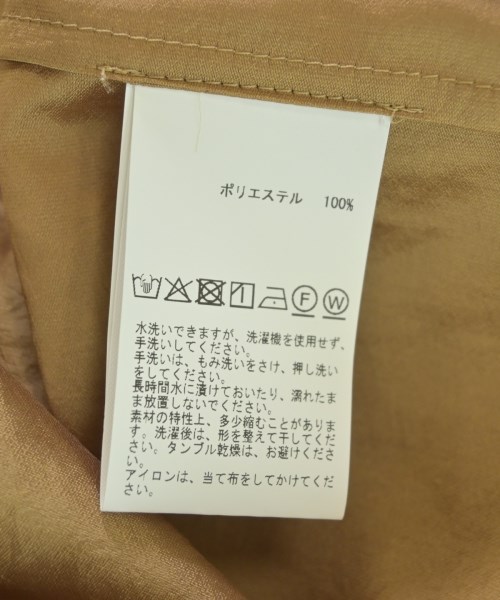 ポリエステル 100%
F W
水洗いできますが、洗濯機を使用せず、
手洗いしてください。
手洗いは、もみ洗いをさけ、押し洗い
をしてください。
長時間水に漬けておいたり、濡れたま
ま放置しないでください。
素材の特性上、多少縮むことがありま
す。洗濯後は、形を整えて干してくだ
さい。タンブル乾燥は、お避けくださ
い。
アイロンは、当て布をしてかけてくだ
さい。